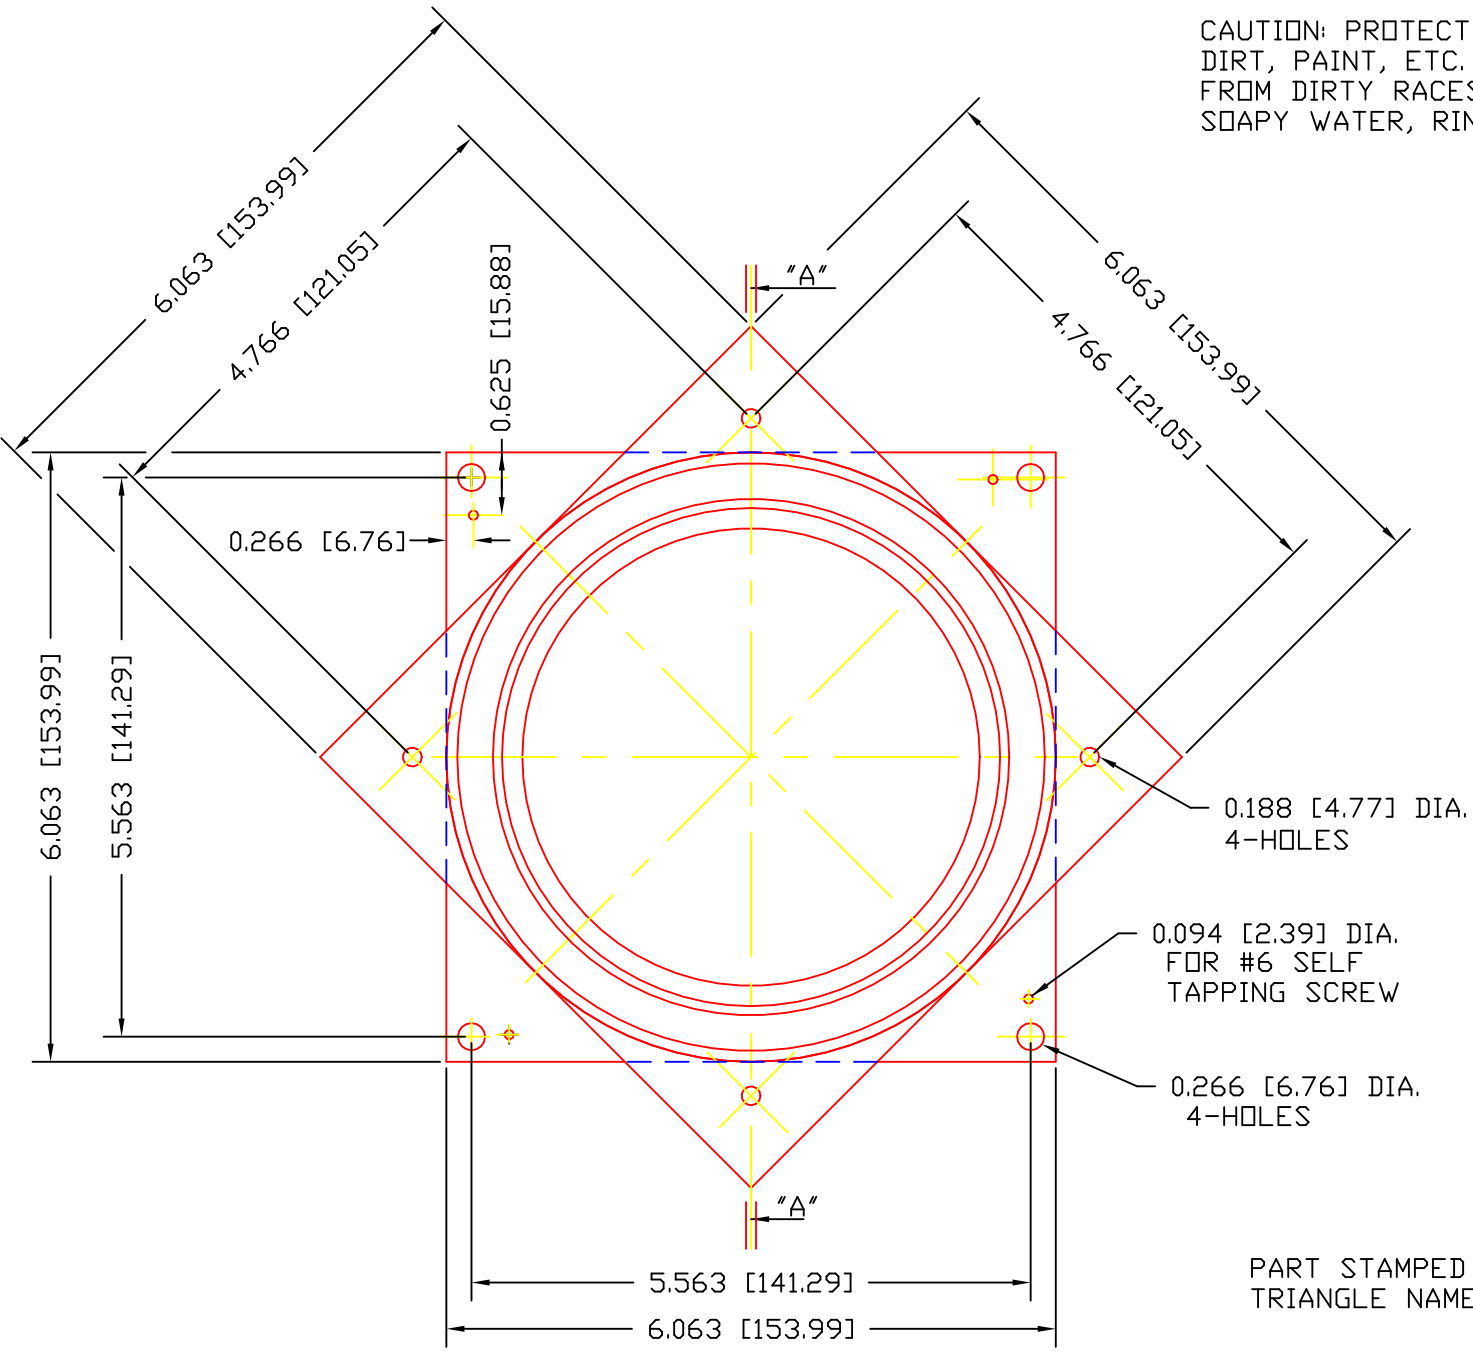 CAUTION: PROTECT
DIRT, PAINT, ETC.
FROM DIRTY RACES
SOAPY WATER, RIN
6.063 [153.99]
4.766 [121.05]
0.625 [15.88]
"A"
6.063 [153.99]
4.766 [121.05]
0.266 [6.76]
6.063 [153.99]
5.563 [141.29]
0.188 [4.77] DIA.
4-HOLES
0.094 [2.39] DIA.
FOR #6 SELF
TAPPING SCREW
0.266 [6.76] DIA.
4-HOLES
"A"
PART STAMPED
TRIANGLE NAME
5.563 [141.29]
6.063 [153.99]